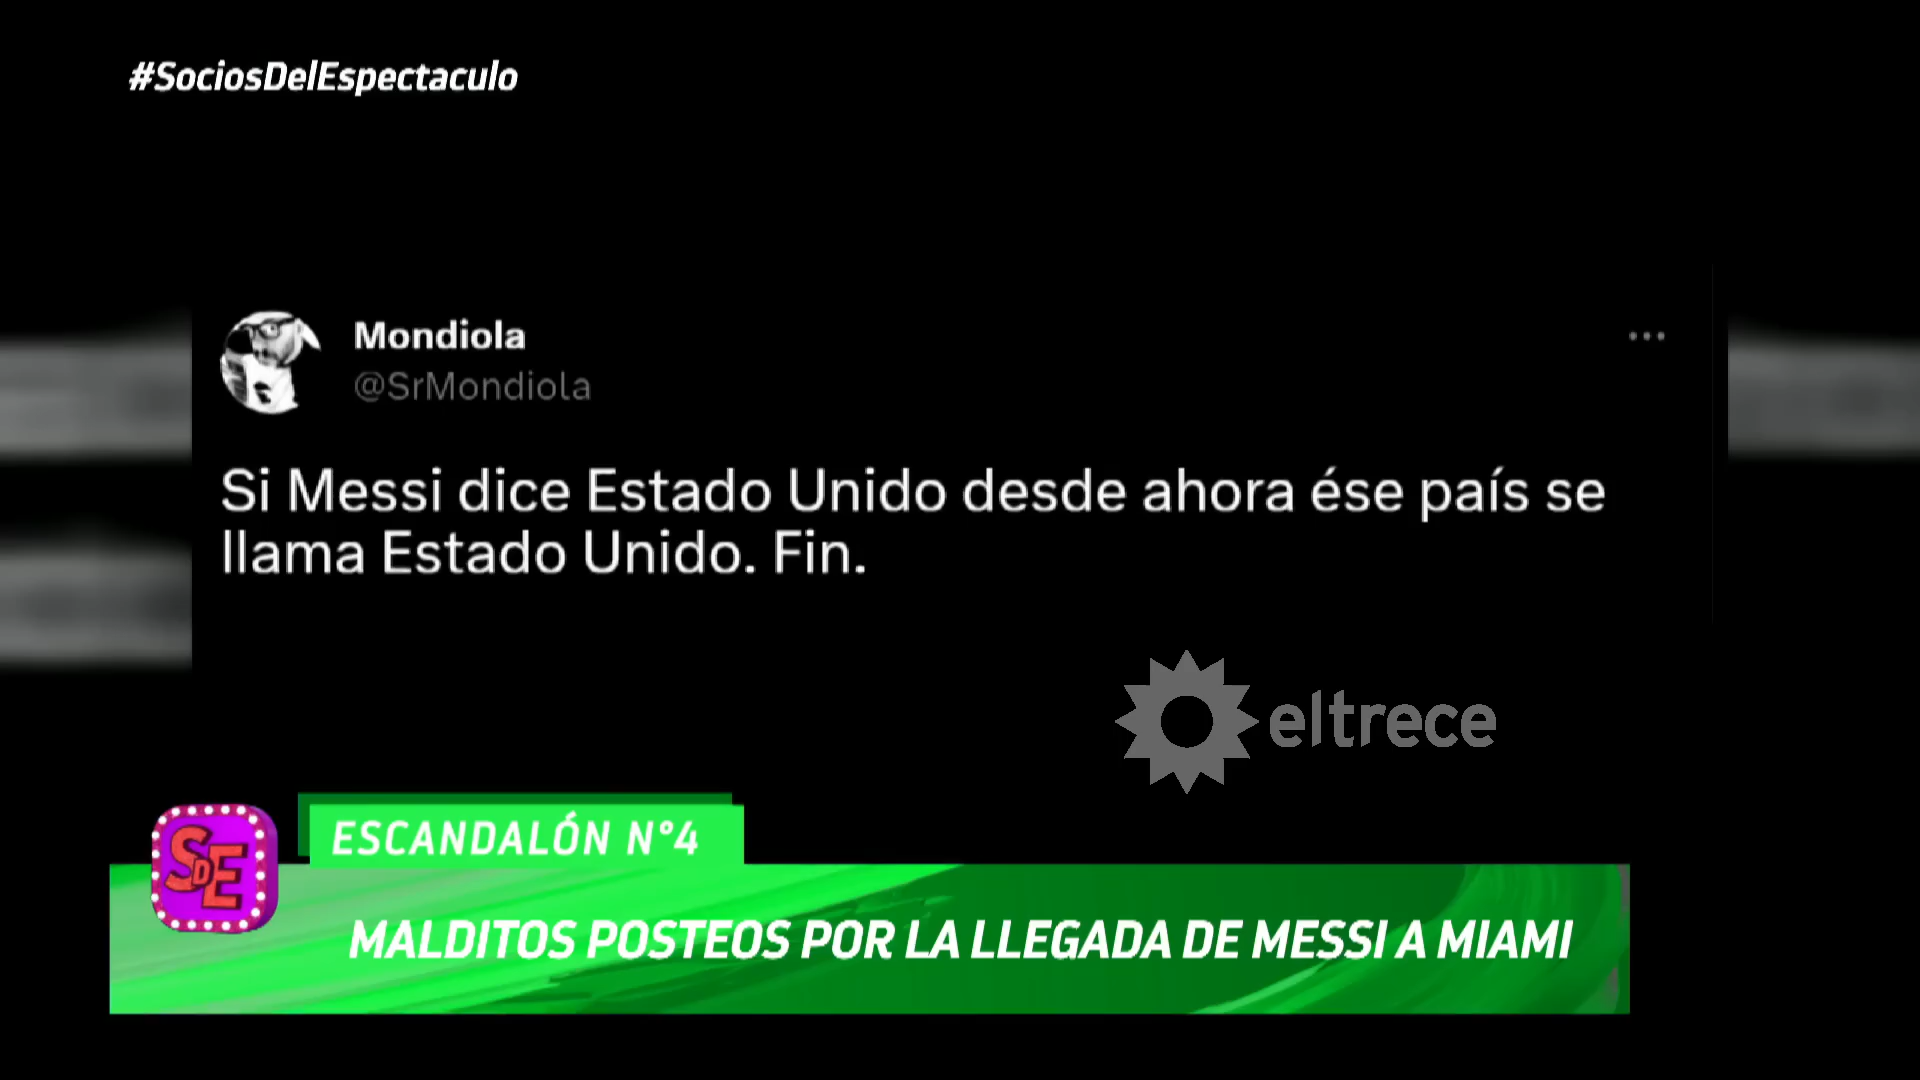 #SociosDelEspectaculo
Mondiola
@SrMondiola
Si Messi dice Estado Unido desde ahora ése país se
llama Estado Unido. Fin.
eltrece
ESCANDALÓN N°4
SDE
MALDITOS POSTEOS POR LA LLEGADA DE MESSI A MIAMI